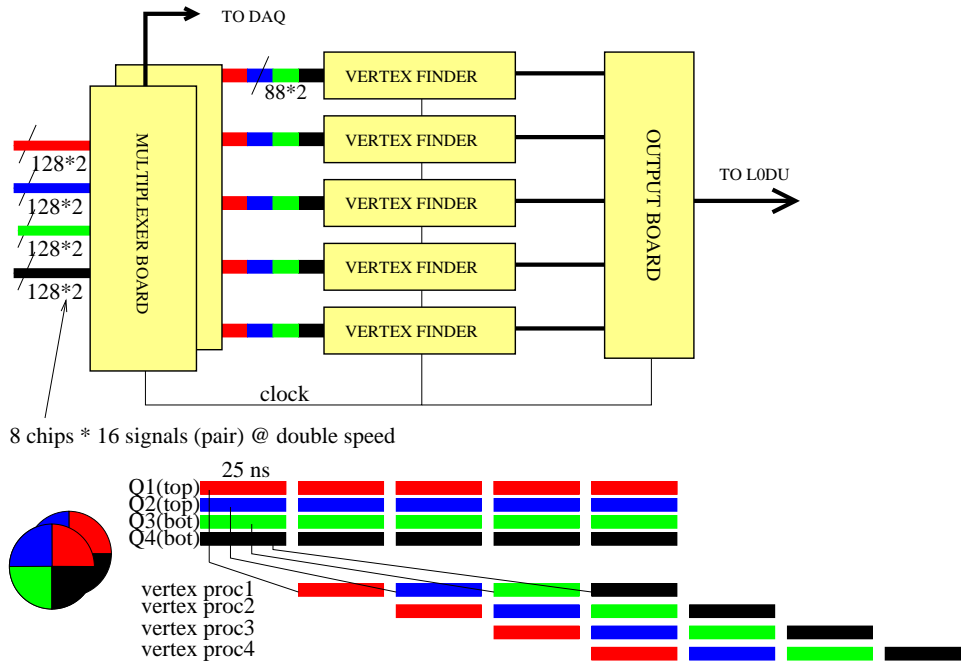 TO DAQ
88*2
VERTEX FINDER
VERTEX FINDER
VERTEX FINDER
VERTEX FINDER
VERTEX FINDER
MULTIPLEXER BOARD
OUTPUT BOARD
TO L0DU
128*2
128*2
128*2
128*2
clock
8 chips * 16 signals (pair) @ double speed
25 ns
Q1(top)
Q2(top)
Q3(bot)
Q4(bot)
vertex proc1
vertex proc2
vertex proc3
vertex proc4